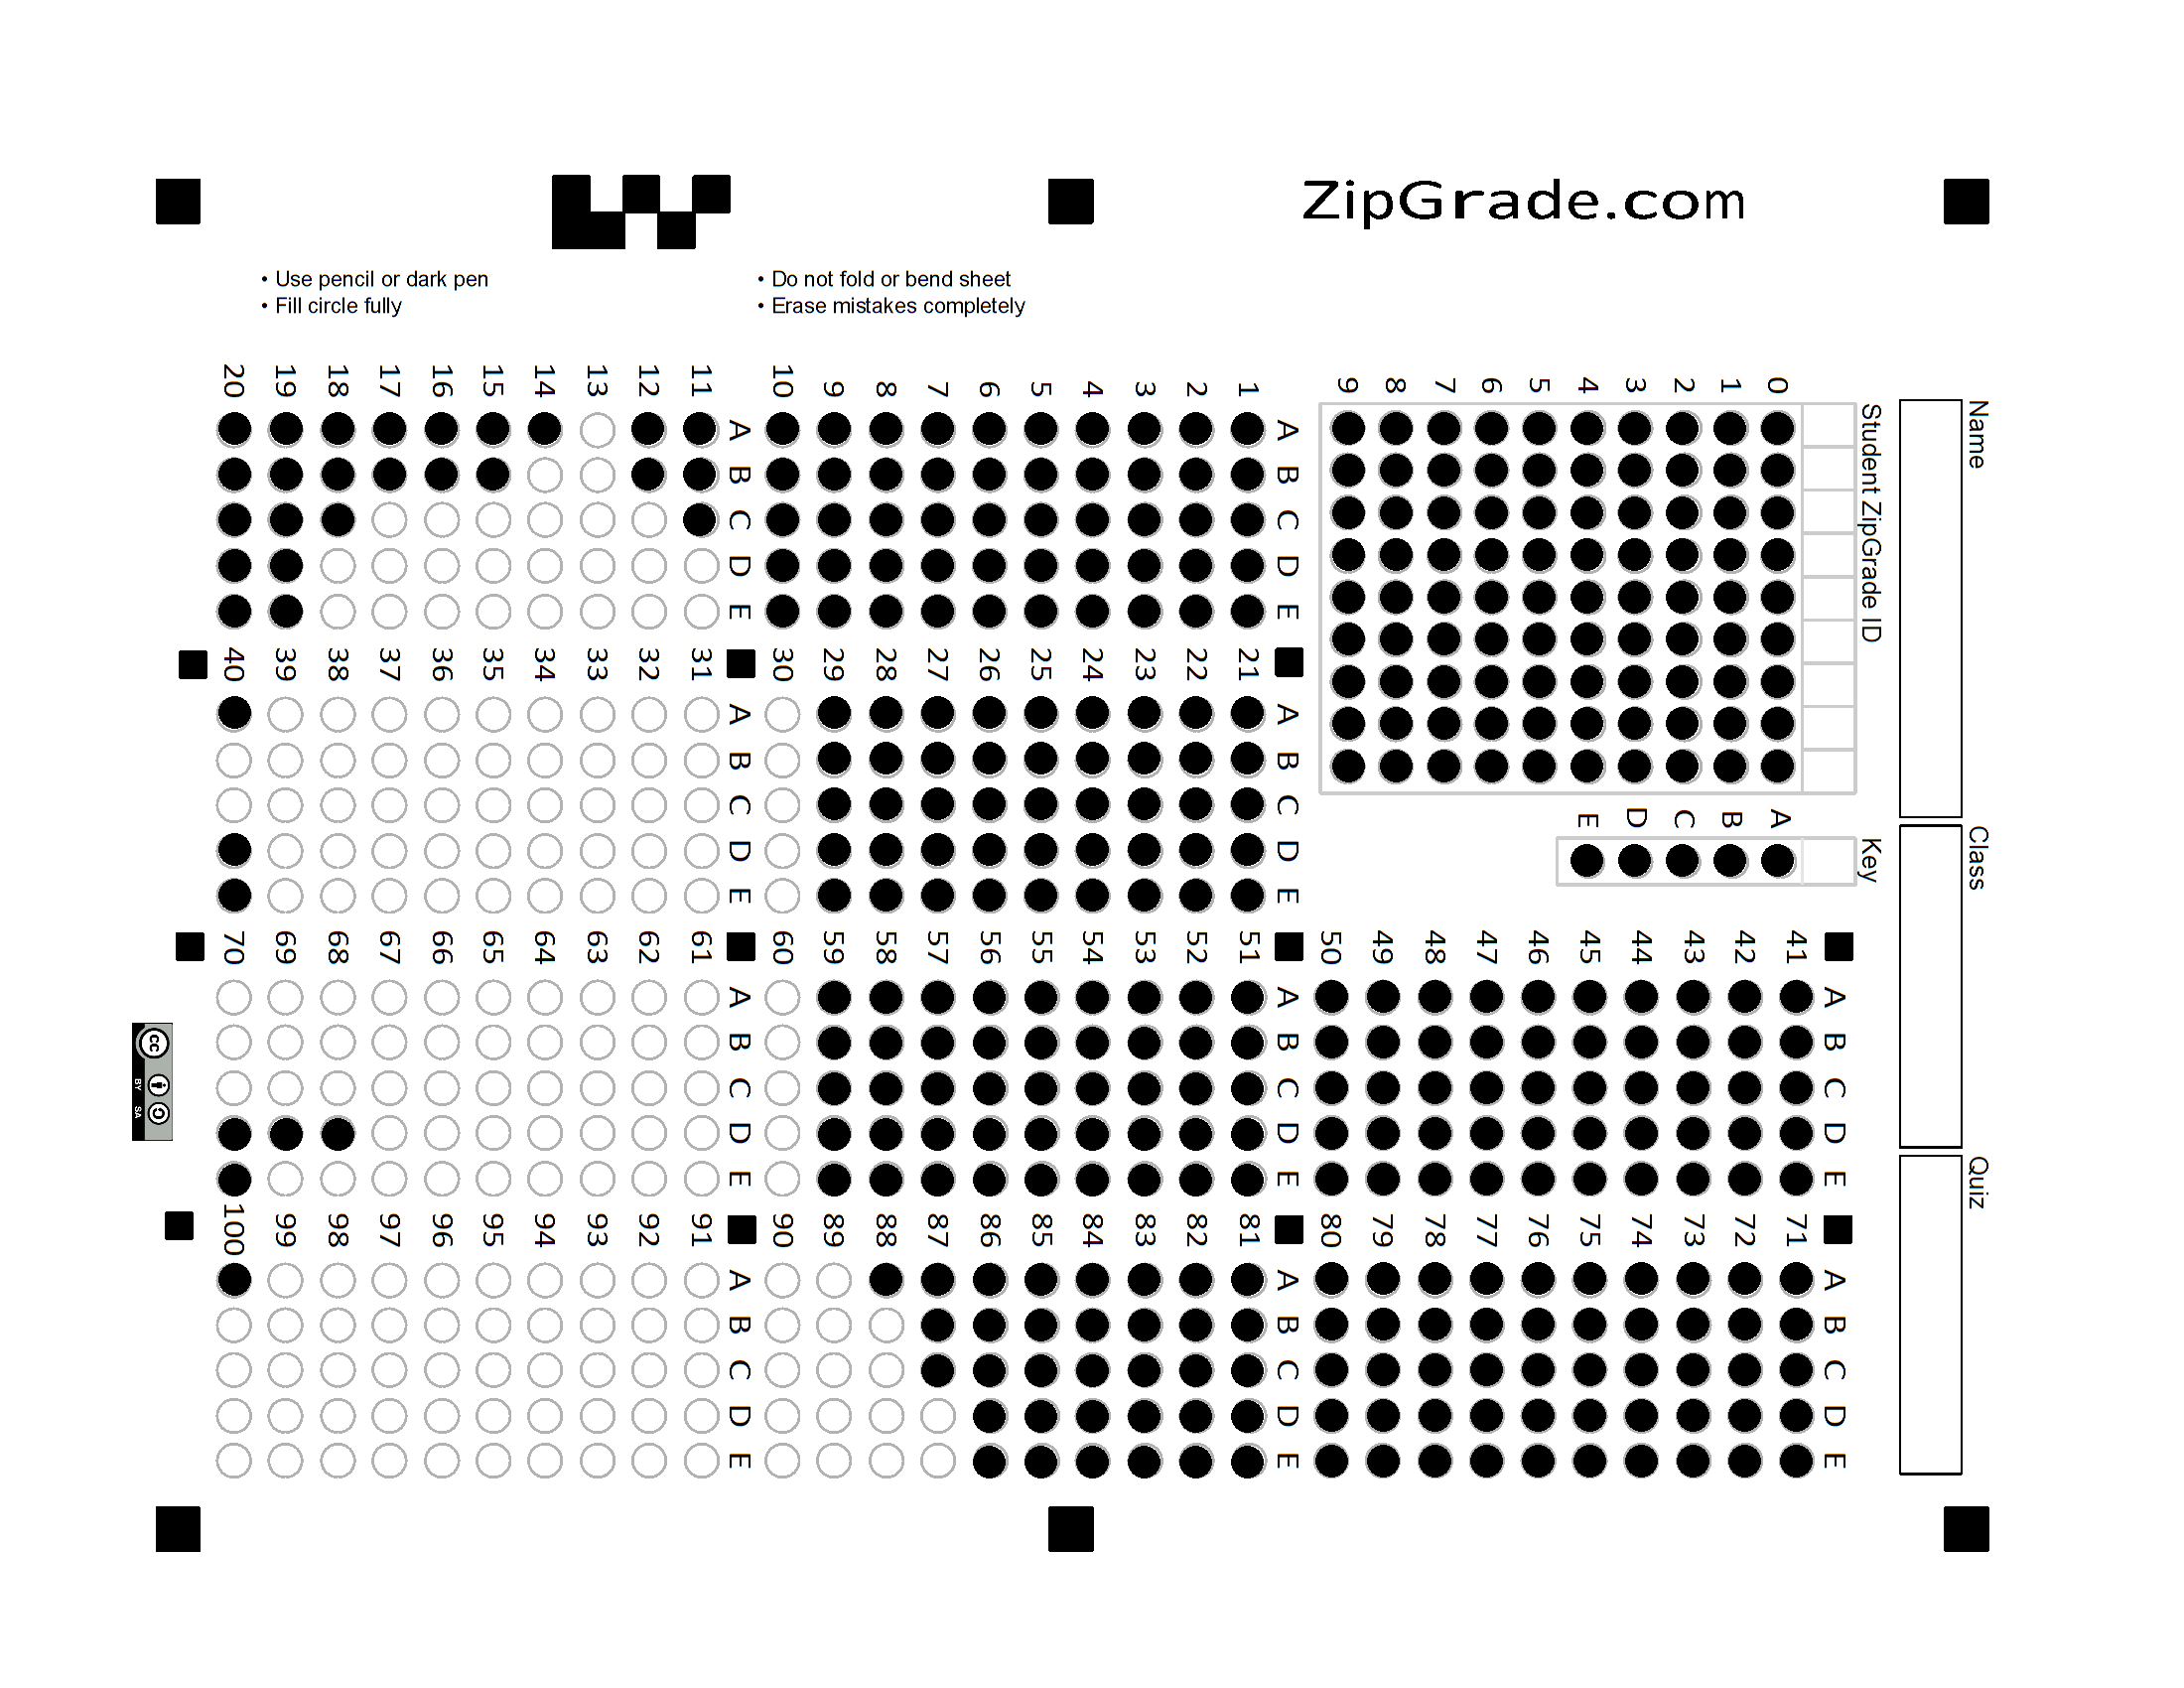 ZipGrade.com
• Use pencil or dark pen
• Fill circle fully
• Do not fold or bend sheet
• Erase mistakes completely
Name
Class
Quiz
Student ZipGrade ID
0 1 2 3 4 5 6 7 8 9
Key
A B C D E
1 2 3 4 5 6 7 8 9 10
A B C D E
11 12 13 14 15 16 17 18 19 20
A B C D E
21 22 23 24 25 26 27 28 29 30
A B C D E
31 32 33 34 35 36 37 38 39 40
A B C D E
41 42 43 44 45 46 47 48 49 50
A B C D E
51 52 53 54 55 56 57 58 59 60
A B C D E
61 62 63 64 65 66 67 68 69 70
A B C D E
71 72 73 74 75 76 77 78 79 80
A B C D E
81 82 83 84 85 86 87 88 89 90
A B C D E
91 92 93 94 95 96 97 98 99 100
A B C D E
cc
BY SA